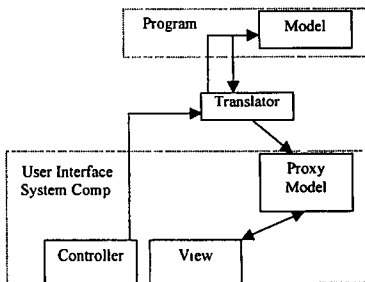 Program
Model
Translator
User Interface
System Comp
Proxy
Model
Controller
View